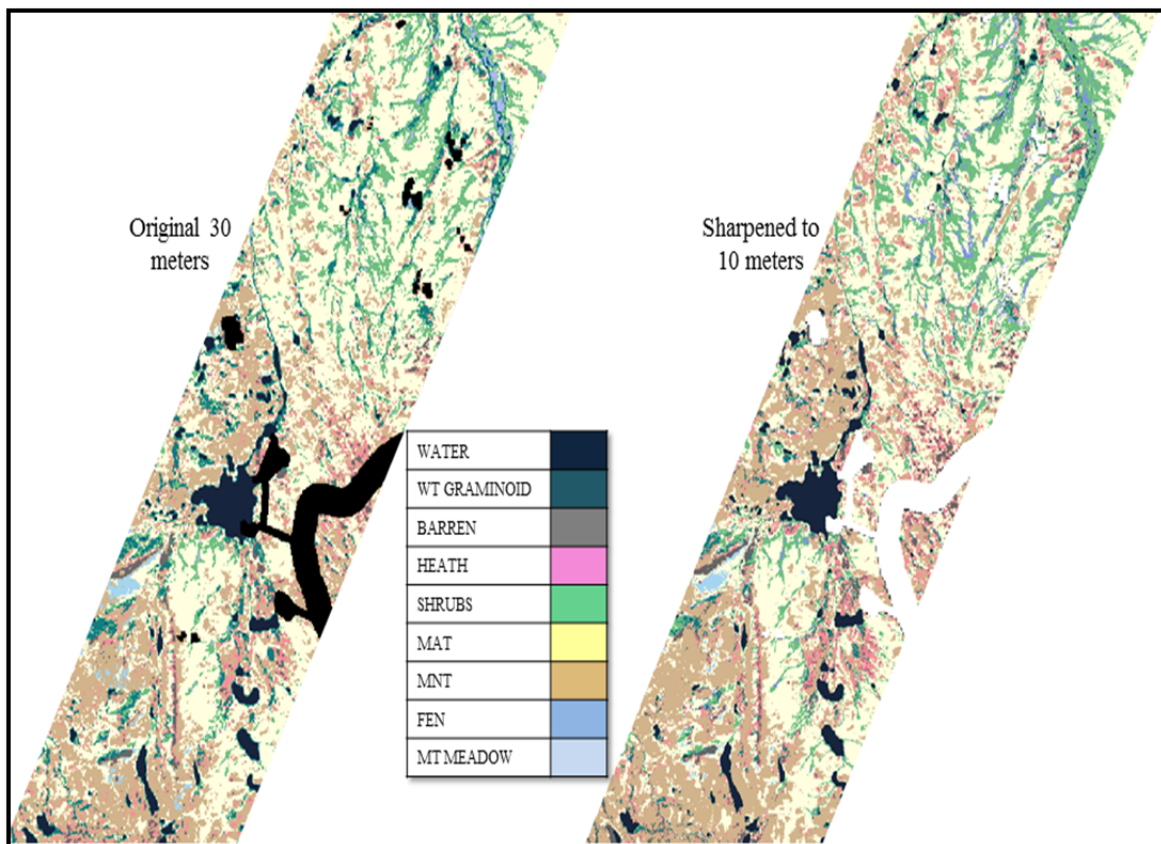 Original 30
meters
Sharpened to
10 meters
WATER
WT GRAMINOID
BARREN
HEATH
SHRUBS
MAT
MNT
FEN
MT MEADOW